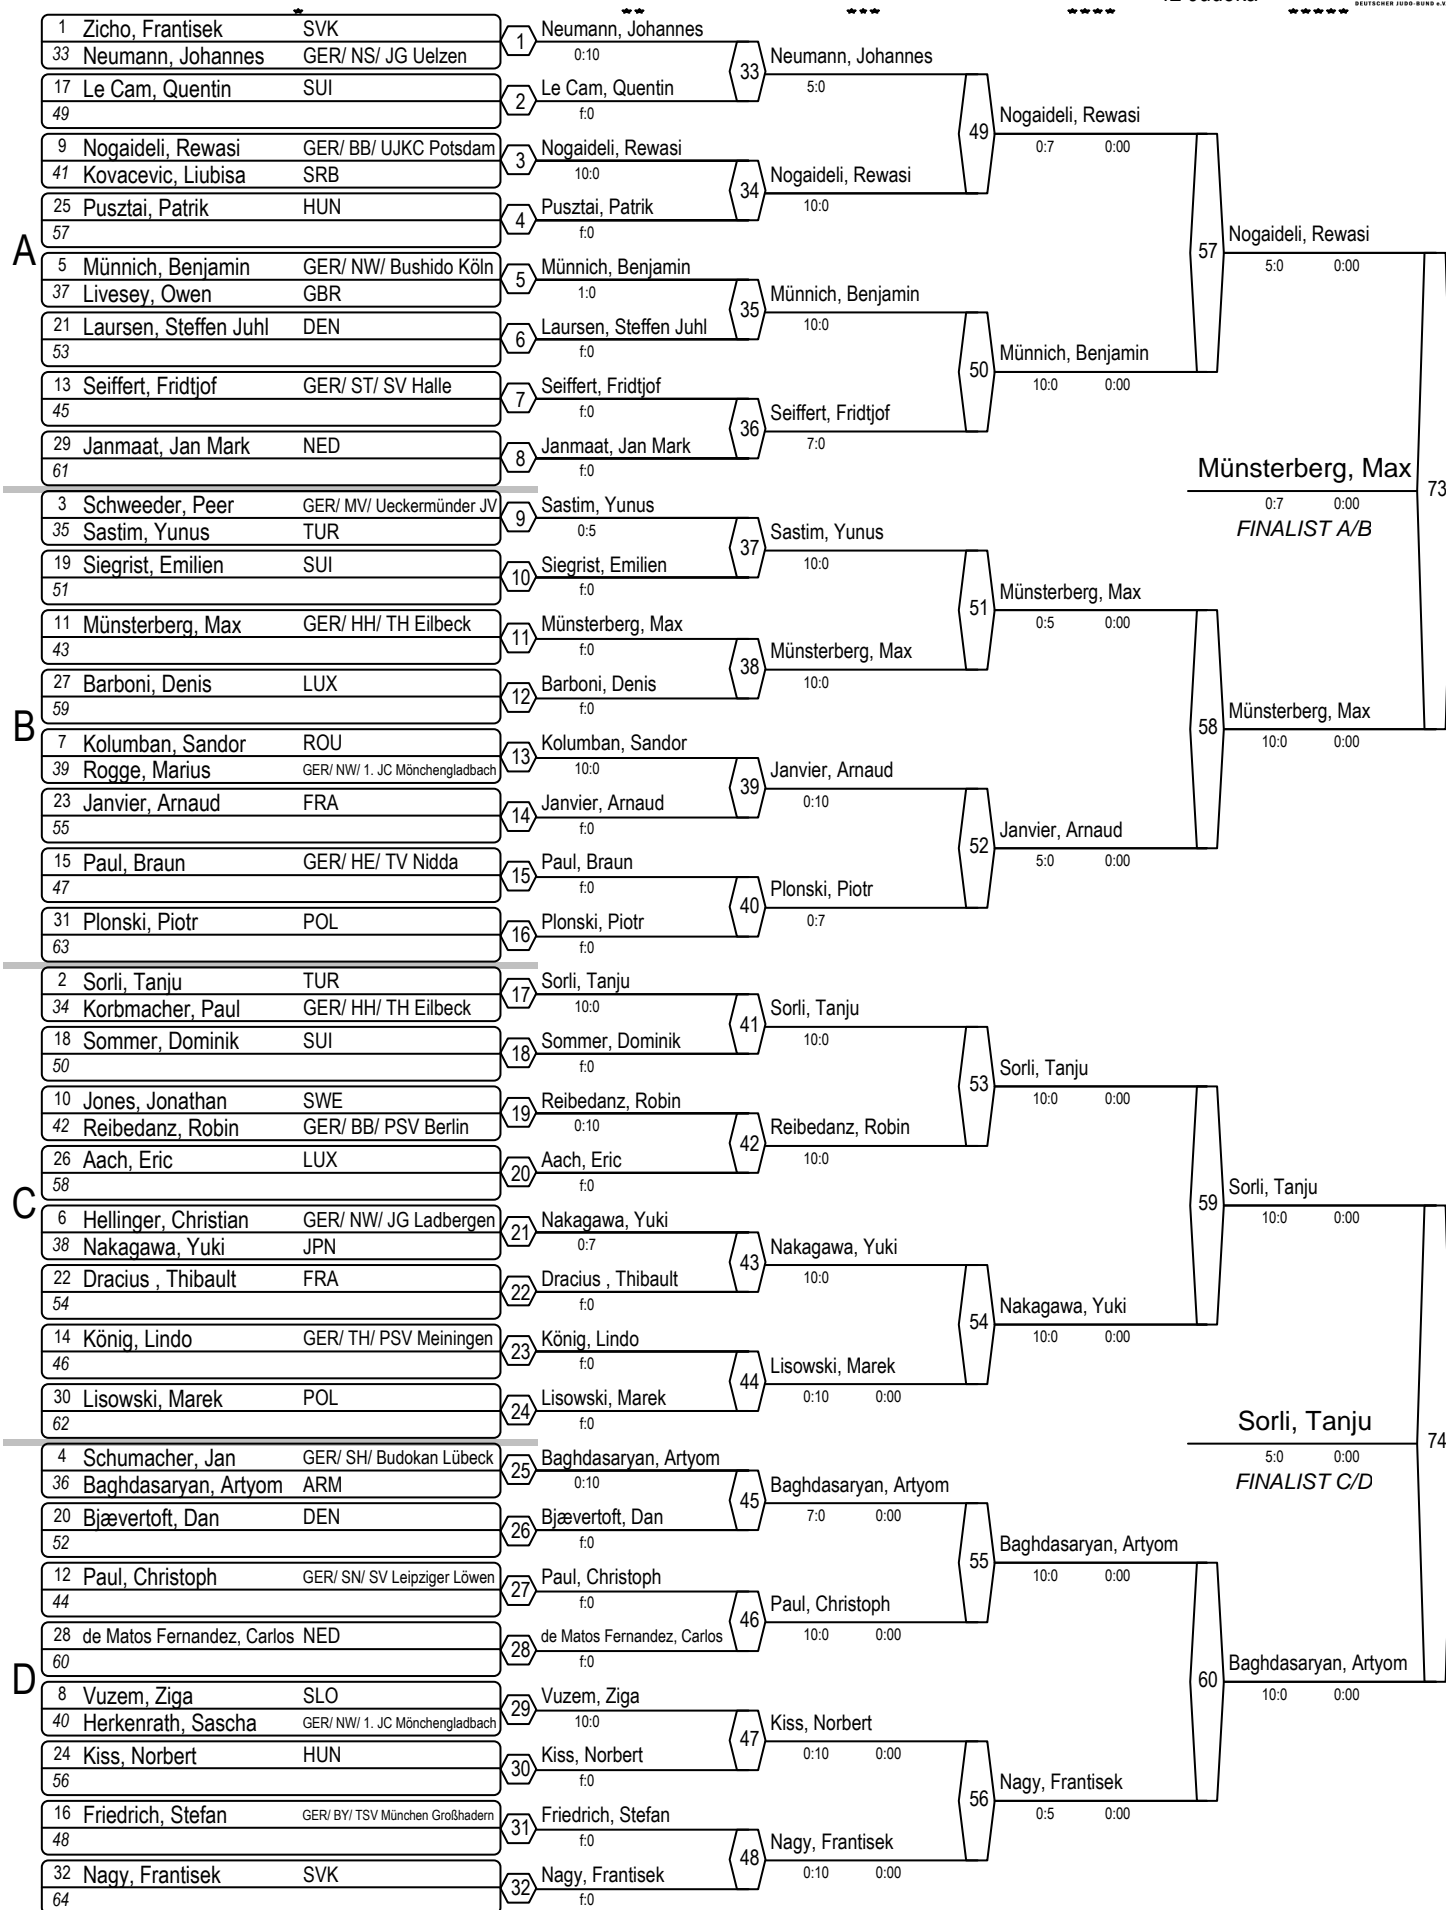 DEUTSCHER JUDO-BUND e.V.
1 Zicho, Frantisek SVK
33 Neumann, Johannes GER/ NS/ JG Uelzen
17 Le Cam, Quentin SUI
49
9 Nogaideli, Rewasi GER/ BB/ UJKC Potsdam
41 Kovacevic, Liubisa SRB
25 Pusztai, Patrik HUN
57
A
5 Münnich, Benjamin GER/ NW/ Bushido Köln
37 Livesey, Owen GBR
21 Laursen, Steffen Juhl DEN
53
13 Seiffert, Fridtjof GER/ ST/ SV Halle
45
29 Janmaat, Jan Mark NED
61
3 Schweeder, Peer GER/ MV/ Ueckermünder JV
35 Sastim, Yunus TUR
19 Siegrist, Emilien SUI
51
11 Münsterberg, Max GER/ HH/ TH Eilbeck
43
27 Barboni, Denis LUX
59
B
7 Kolumban, Sandor ROU
39 Rogge, Marius GER/ NW/ 1. JC Mönchengladbach
23 Janvier, Arnaud FRA
55
15 Paul, Braun GER/ HE/ TV Nidda
47
31 Plonski, Piotr POL
63
2 Sorli, Tanju TUR
34 Korbmacher, Paul GER/ HH/ TH Eilbeck
18 Sommer, Dominik SUI
50
10 Jones, Jonathan SWE
42 Reibedanz, Robin GER/ BB/ PSV Berlin
26 Aach, Eric LUX
58
C
6 Hellinger, Christian GER/ NW/ JG Ladbergen
38 Nakagawa, Yuki JPN
22 Dracius , Thibault FRA
54
14 König, Lindo GER/ TH/ PSV Meiningen
46
30 Lisowski, Marek POL
62
4 Schumacher, Jan GER/ SH/ Budokan Lübeck
36 Baghdasaryan, Artyom ARM
20 Bjævertoft, Dan DEN
52
12 Paul, Christoph GER/ SN/ SV Leipziger Löwen
44
28 de Matos Fernandez, Carlos NED
60
D
8 Vuzem, Ziga SLO
40 Herkenrath, Sascha GER/ NW/ 1. JC Mönchengladbach
24 Kiss, Norbert HUN
56
16 Friedrich, Stefan GER/ BY/ TSV München Großhadern
48
32 Nagy, Frantisek SVK
64
1 Neumann, Johannes
0:10
2 Le Cam, Quentin
f:0
3 Nogaideli, Rewasi
10:0
4 Pusztai, Patrik
f:0
5 Münnich, Benjamin
1:0
6 Laursen, Steffen Juhl
f:0
7 Seiffert, Fridtjof
f:0
8 Janmaat, Jan Mark
f:0
9 Sastim, Yunus
0:5
10 Siegrist, Emilien
f:0
11 Münsterberg, Max
f:0
12 Barboni, Denis
f:0
13 Kolumban, Sandor
10:0
14 Janvier, Arnaud
f:0
15 Paul, Braun
f:0
16 Plonski, Piotr
f:0
17 Sorli, Tanju
10:0
18 Sommer, Dominik
f:0
19 Reibedanz, Robin
0:10
20 Aach, Eric
f:0
21 Nakagawa, Yuki
0:7
22 Dracius , Thibault
f:0
23 König, Lindo
f:0
24 Lisowski, Marek
f:0
25 Baghdasaryan, Artyom
0:10
26 Bjævertoft, Dan
f:0
27 Paul, Christoph
f:0
28 de Matos Fernandez, Carlos
f:0
29 Vuzem, Ziga
10:0
30 Kiss, Norbert
f:0
31 Friedrich, Stefan
f:0
32 Nagy, Frantisek
f:0
33 Neumann, Johannes
5:0
34 Nogaideli, Rewasi
10:0
35 Münnich, Benjamin
10:0
36 Seiffert, Fridtjof
7:0
37 Sastim, Yunus
10:0
38 Münsterberg, Max
10:0
39 Janvier, Arnaud
0:10
40 Plonski, Piotr
0:7
41 Sorli, Tanju
10:0
42 Reibedanz, Robin
10:0
43 Nakagawa, Yuki
10:0
44 Lisowski, Marek
0:10 0:00
45 Baghdasaryan, Artyom
7:0 0:00
46 Paul, Christoph
10:0 0:00
47 Kiss, Norbert
0:10 0:00
48 Nagy, Frantisek
0:10 0:00
49 Nogaideli, Rewasi
0:7 0:00
50 Münnich, Benjamin
10:0 0:00
51 Münsterberg, Max
0:5 0:00
52 Janvier, Arnaud
5:0 0:00
53 Sorli, Tanju
10:0 0:00
54 Nakagawa, Yuki
10:0 0:00
55 Baghdasaryan, Artyom
10:0 0:00
56 Nagy, Frantisek
0:5 0:00
57 Nogaideli, Rewasi
5:0 0:00
58 Münsterberg, Max
10:0 0:00
59 Sorli, Tanju
10:0 0:00
60 Baghdasaryan, Artyom
10:0 0:00
Münsterberg, Max
73
0:7 0:00
FINALIST A/B
Sorli, Tanju
74
5:0 0:00
FINALIST C/D